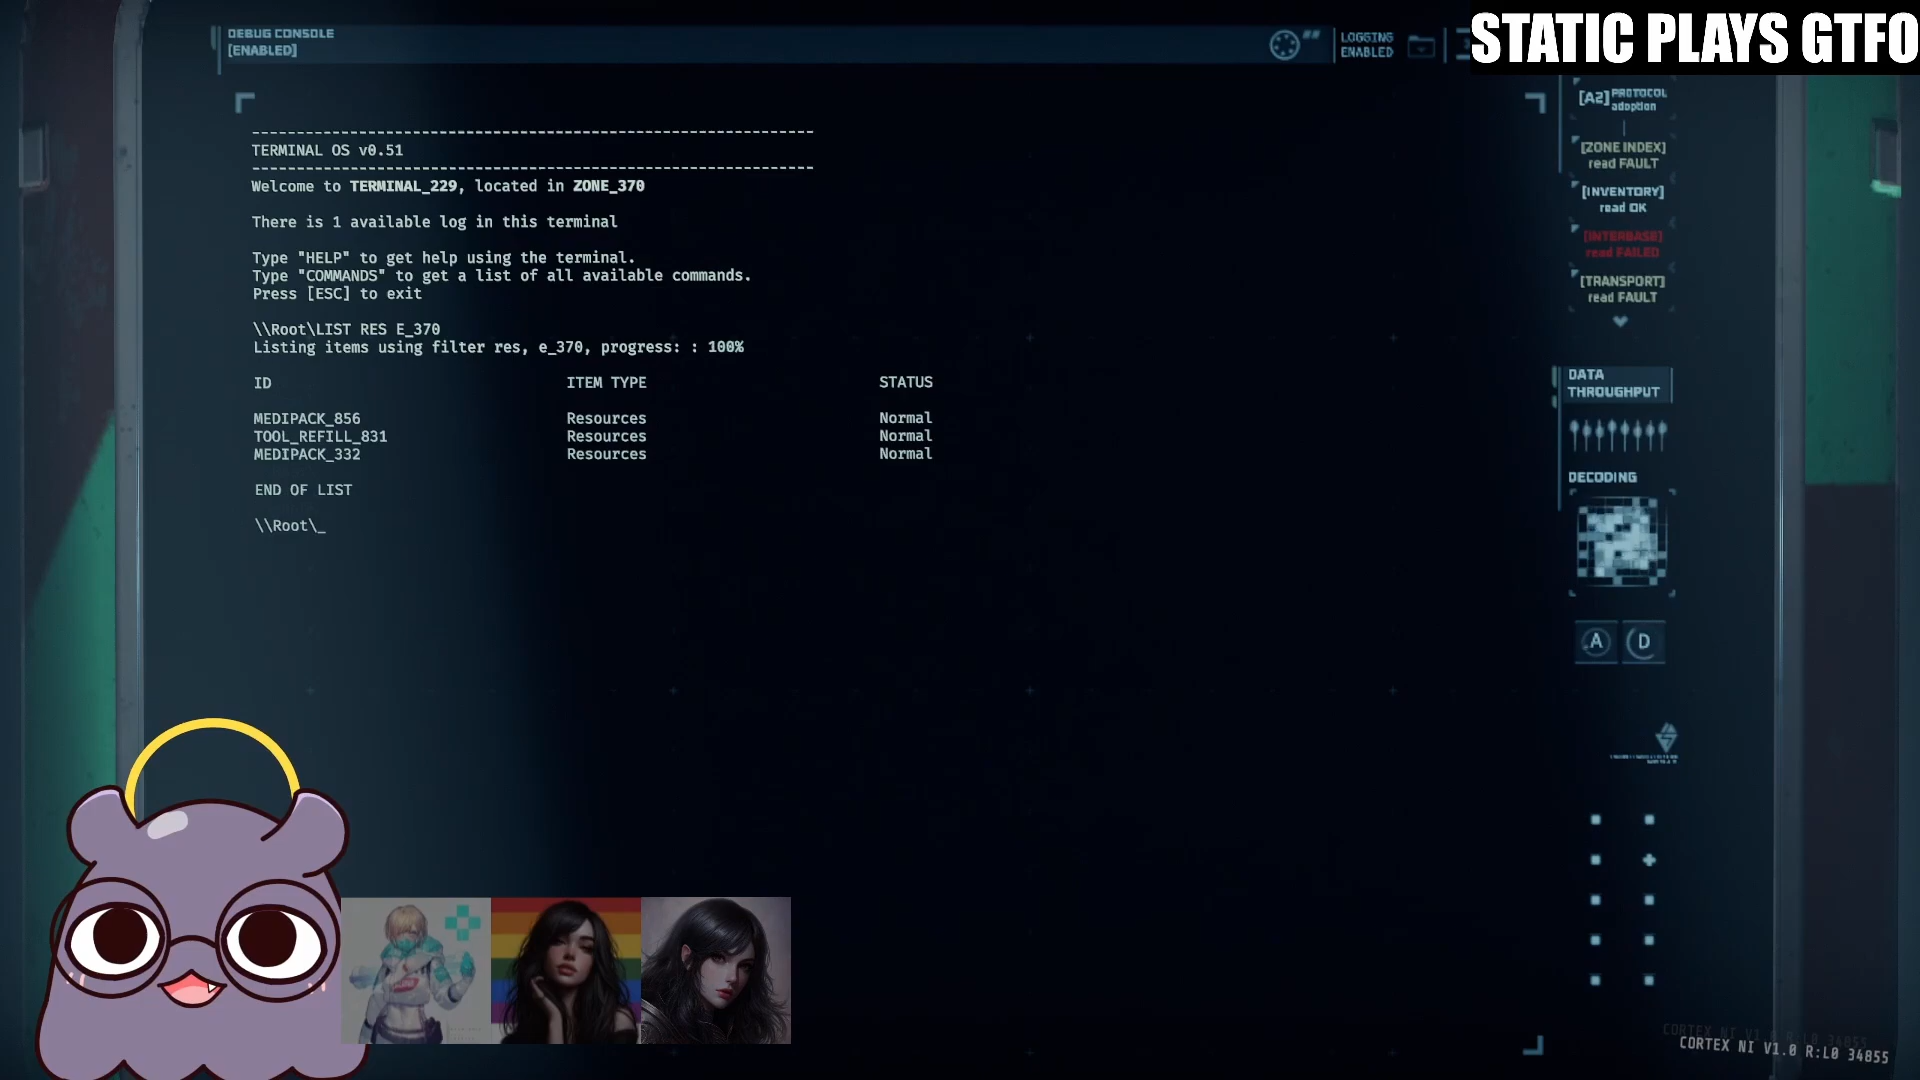 DEBUG CONSOLE
[ENABLED]
LOGGING
ENABLED
STATIC PLAYS GTFO
--------------------------------------------------------------
TERMINAL OS v0.51
--------------------------------------------------------------
Welcome to TERMINAL_229, located in ZONE_370
There is 1 available log in this terminal
Type "HELP" to get help using the terminal.
Type "COMMANDS" to get a list of all available commands.
Press [ESC] to exit
\\Root\LIST RES E_370
Listing items using filter res, e_370, progress: : 100%
ID ITEM TYPE STATUS
MEDIPACK_856 Resources Normal
TOOL_REFILL_831 Resources Normal
MEDIPACK_332 Resources Normal
END OF LIST
\\Root\_
[A2] PROTOCOL
adoption
[ZONE INDEX]
read FAULT
[INVENTORY]
read OK
[INTERBASE]
read FAILED
[TRANSPORT]
read FAULT
DATA
THROUGHPUT
DECODING
A D
CORTEX NI V1.0 R:L0 34855